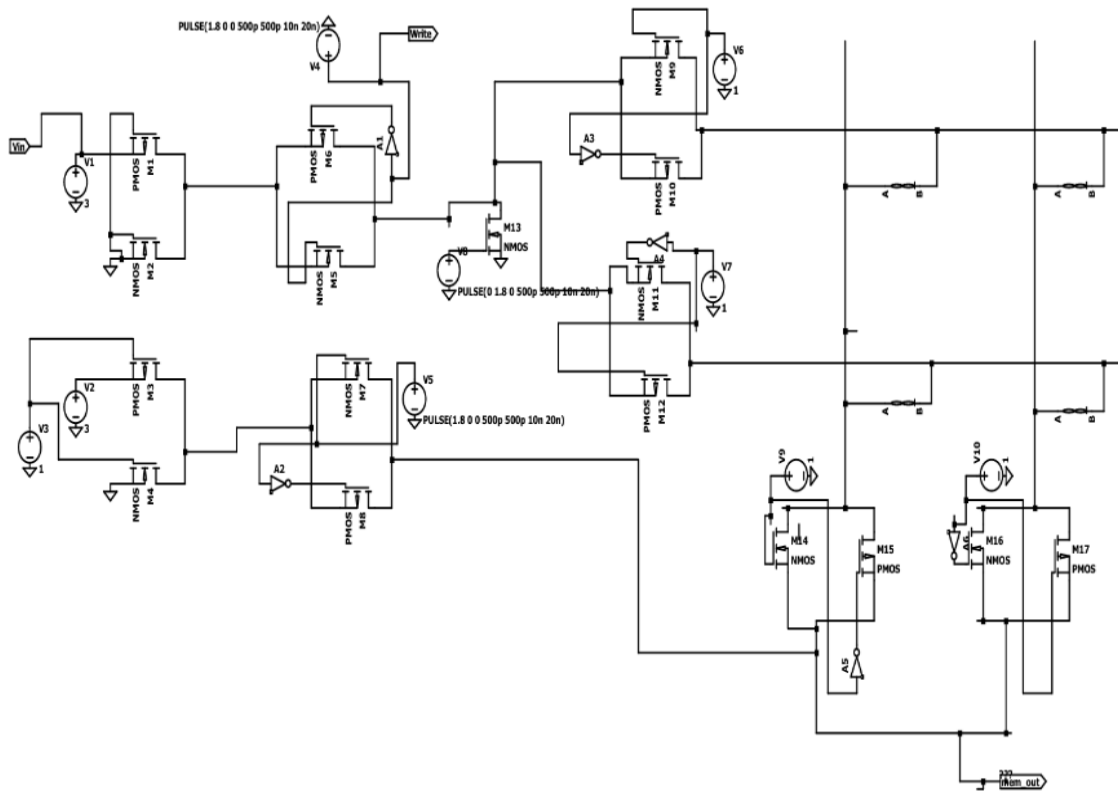 PULSE(1.8 0 0 500p 500p 10n 20n)
V4
Write
Vin
V1
3
PMOS
M1
NMOS
M2
PMOS
M6
A1
NMOS
M5
M13
NMOS
V8
PULSE(0 1.8 0 500p 500p 10n 20n)
NMOS
M9
V6
1
A3
PMOS
M10
A4
NMOS
M11
V7
1
PMOS
M12
A
B
A
B
A
B
A
B
PMOS
M3
V2
3
V3
1
NMOS
M4
NMOS
M7
V5
PULSE(1.8 0 0 500p 500p 10n 20n)
A2
PMOS
M8
V9
1
M14
NMOS
M15
PMOS
A5
V10
1
A6
M16
NMOS
M17
PMOS
mem_out